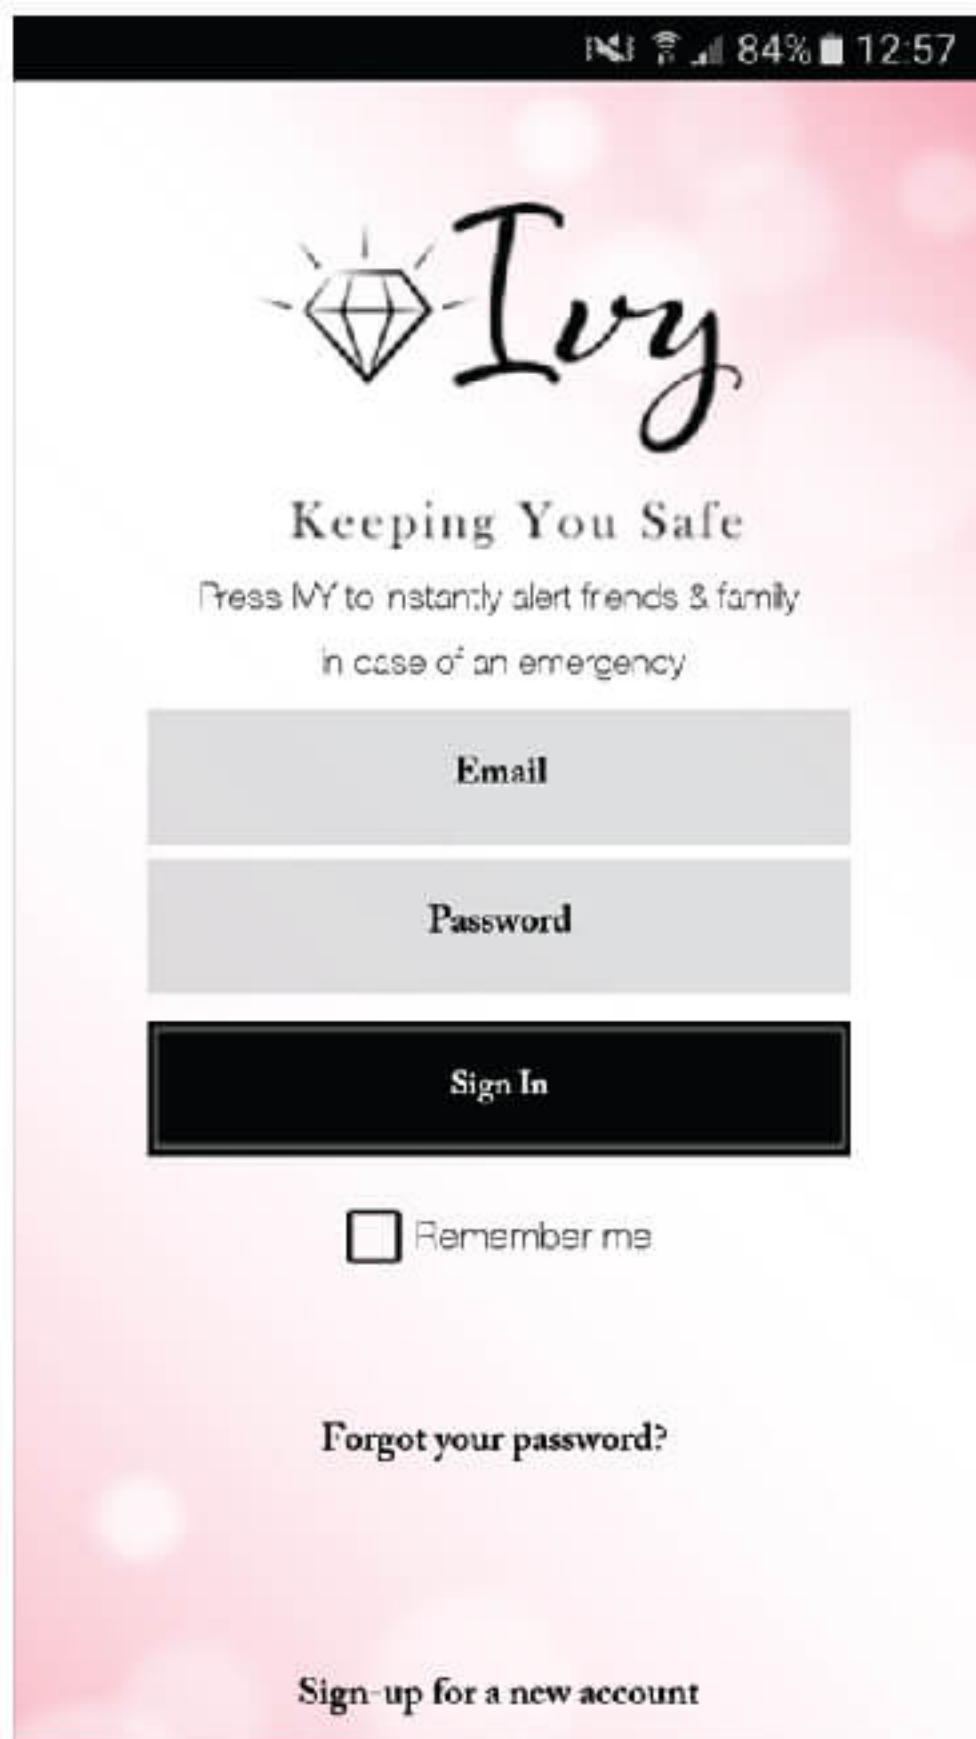 84% 12:57
Ivy
Keeping You Safe
Press IVY to instantly alert friends & family
in case of an emergency
Email
Password
Sign In
Remember me
Forgot your password?
Sign-up for a new account